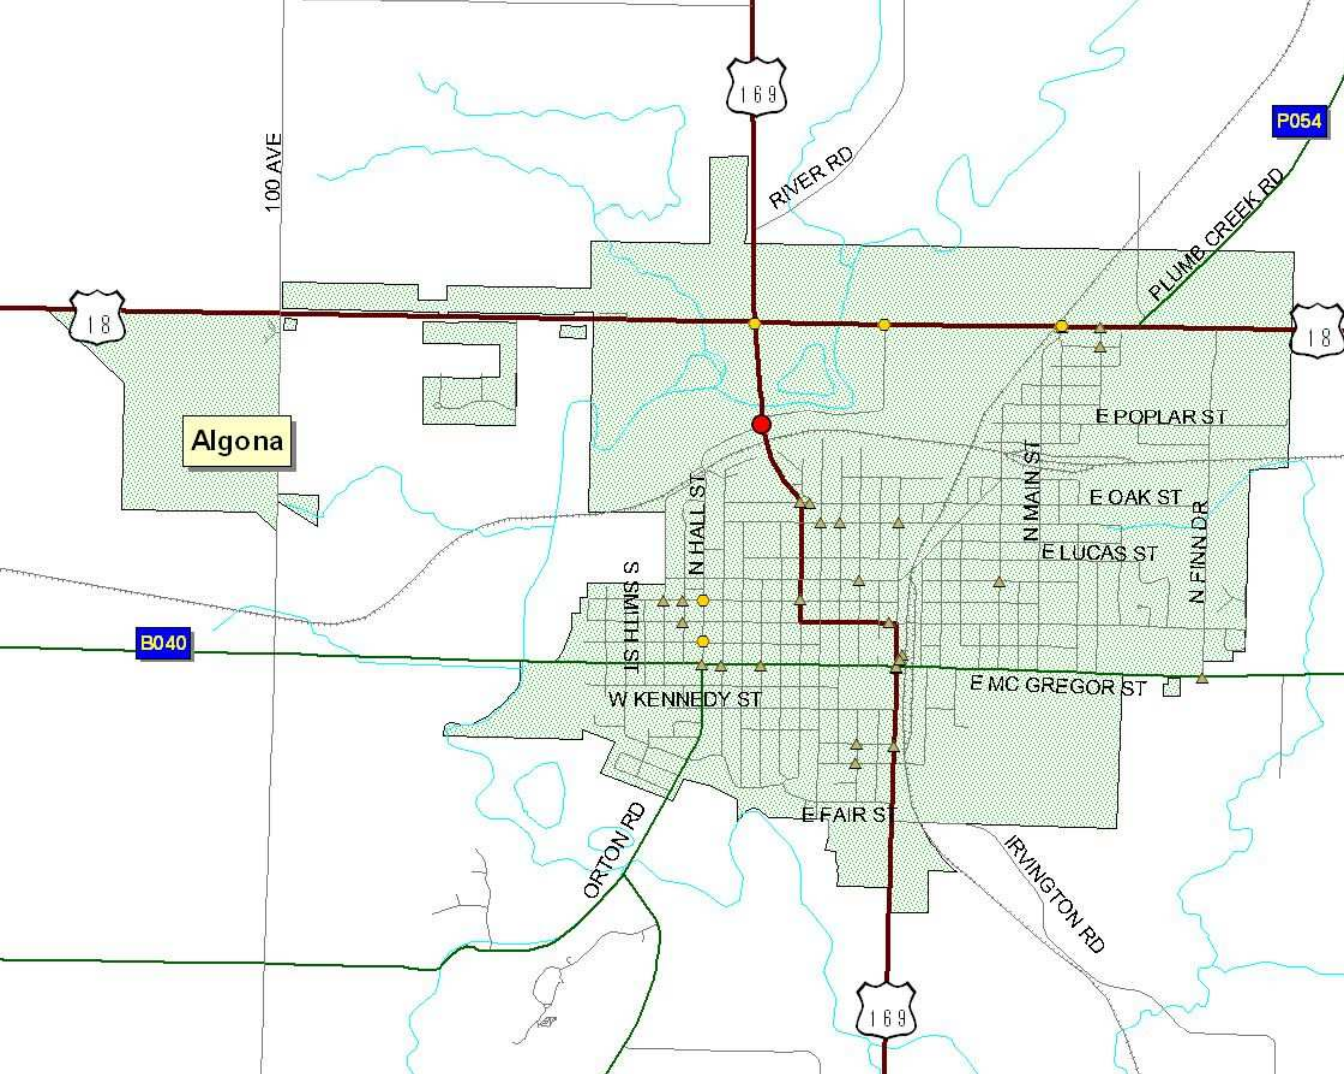 169
P054
RIVER RD
100 AVE
PLUMB CREEK RD
18
18
Algona
E POPLAR ST
N MAIN ST
E OAK ST
N HALL ST
E LUCAS ST
N FINN DR
S SMITH ST
B040
E MC GREGOR ST
W KENNEDY ST
E FAIR ST
ORTON RD
IRVINGTON RD
169